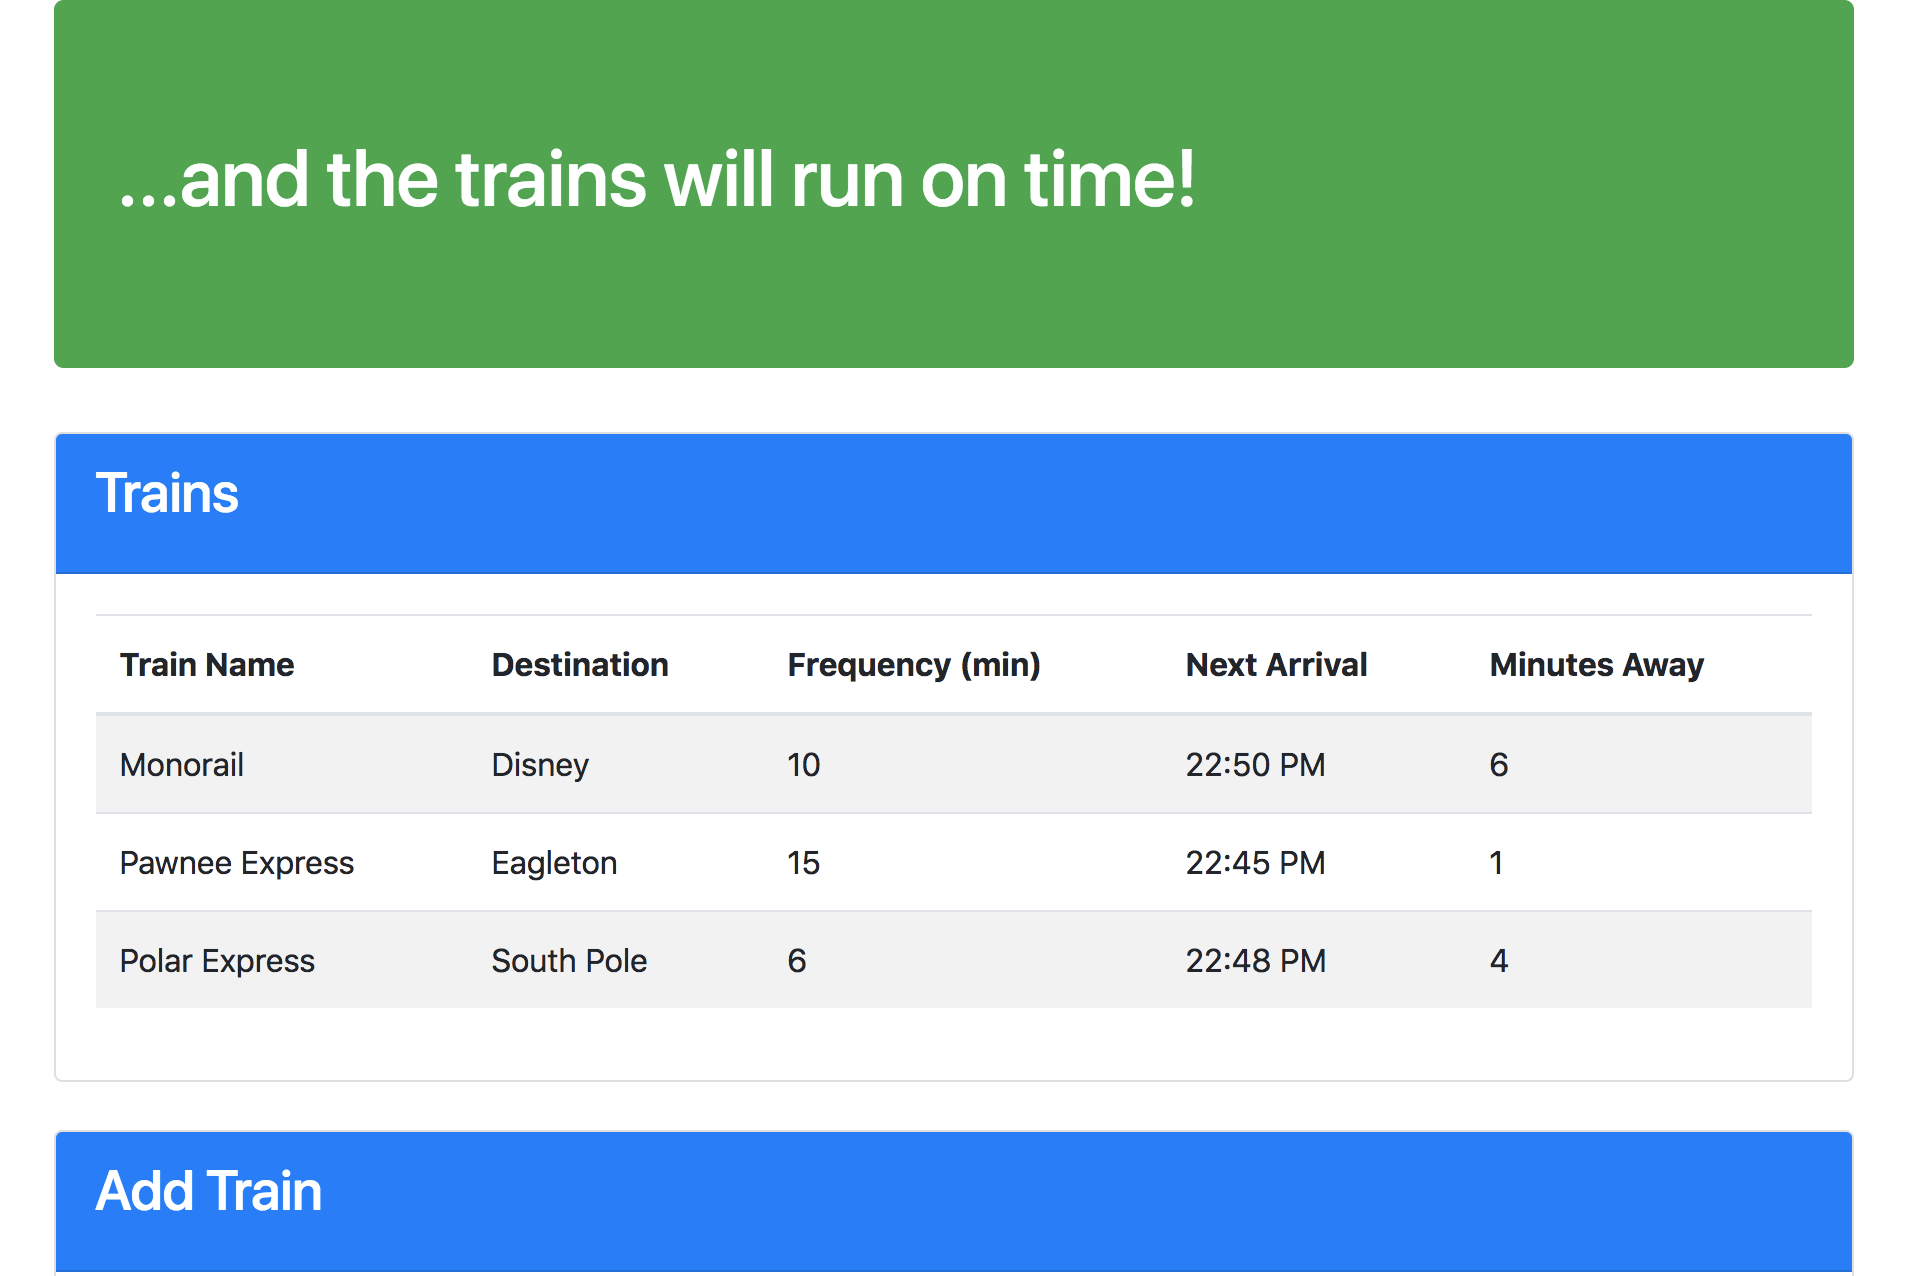 ...and the trains will run on time!
Trains
Train Name Destination Frequency (min) Next Arrival Minutes Away
Monorail Disney 10 22:50 PM 6
Pawnee Express Eagleton 15 22:45 PM 1
Polar Express South Pole 6 22:48 PM 4
Add Train